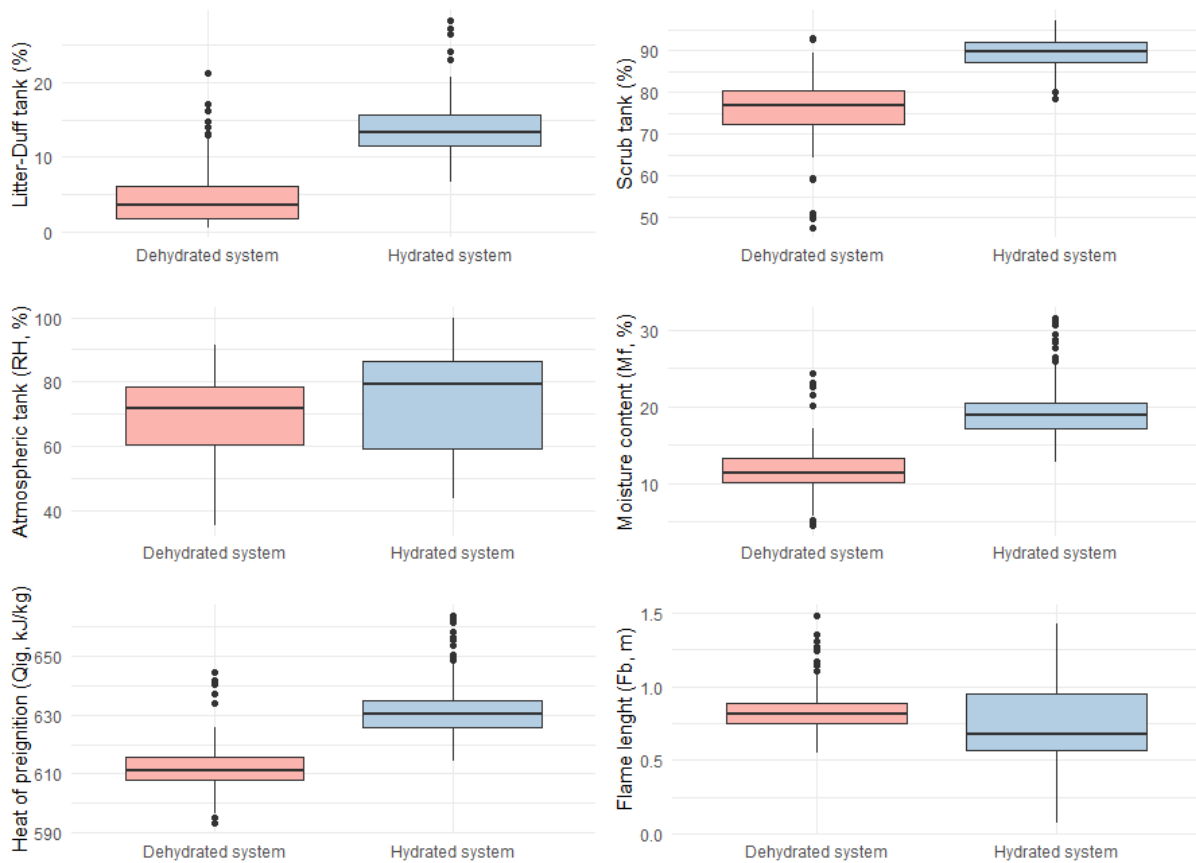 Litter-Duff tank (%)
20
10
0
Dehydrated system
Hydrated system
Scrub tank (%)
90
80
70
60
50
Dehydrated system
Hydrated system
Atmospheric tank (RH, %)
100
80
60
40
Dehydrated system
Hydrated system
Moisture content (Mf, %)
30
20
10
Dehydrated system
Hydrated system
Heat of preignition (Qig, kJ/kg)
650
630
610
590
Dehydrated system
Hydrated system
Flame lenght (Fb, m)
1.5
1.0
0.5
0.0
Dehydrated system
Hydrated system